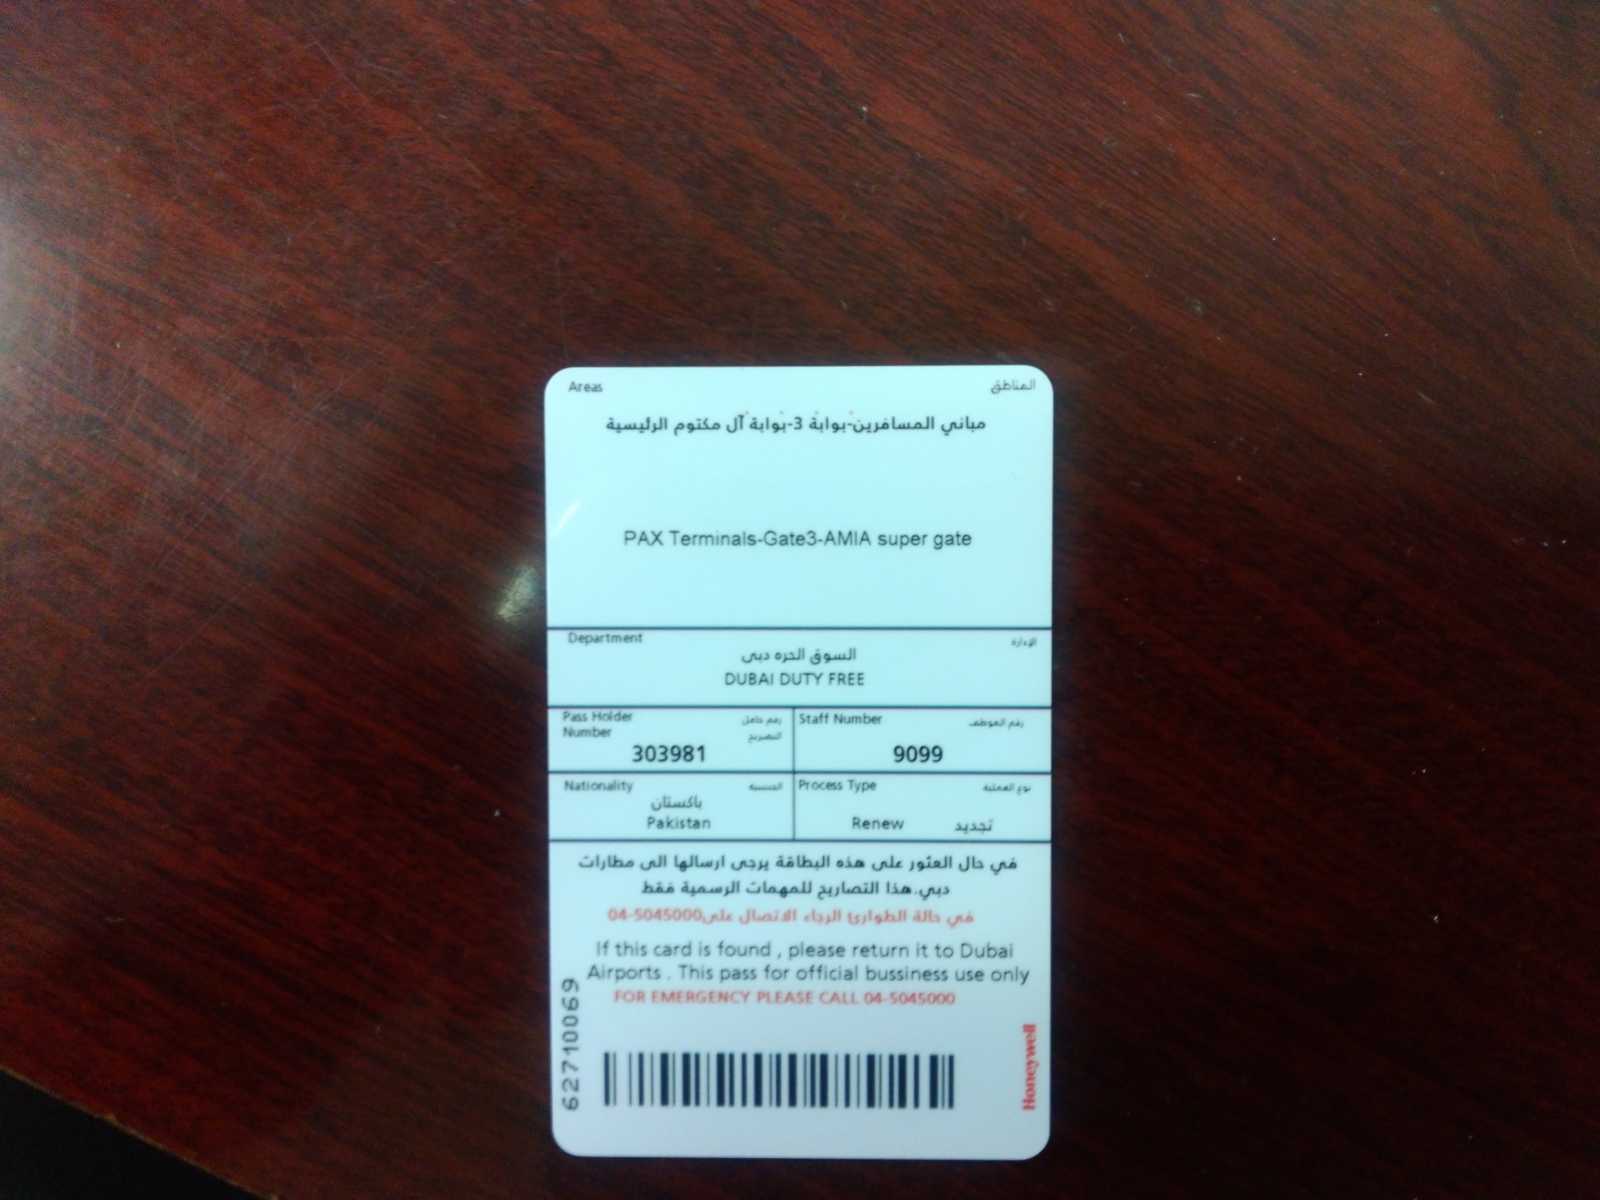 Areas المناطق
مباني المسافرين-بوابة 3-بوابة آل مكتوم الرئيسية
PAX Terminals-Gate3-AMIA super gate
Department الإدارة
السوق الحره دبى
DUBAI DUTY FREE
Pass Holder رقم حامل
Number التصريح
303981
Staff Number رقم الموظف
9099
Nationality الجنسية
باكستان
Pakistan
Process Type نوع العملية
Renew تجديد
في حال العثور على هذه البطاقة يرجى ارسالها الى مطارات
دبي.هذا التصاريح للمهمات الرسمية فقط
في حالة الطوارئ الرجاء الاتصال على04-5045000
If this card is found , please return it to Dubai
Airports . This pass for official bussiness use only
FOR EMERGENCY PLEASE CALL 04-5045000
62710069
Honeywell